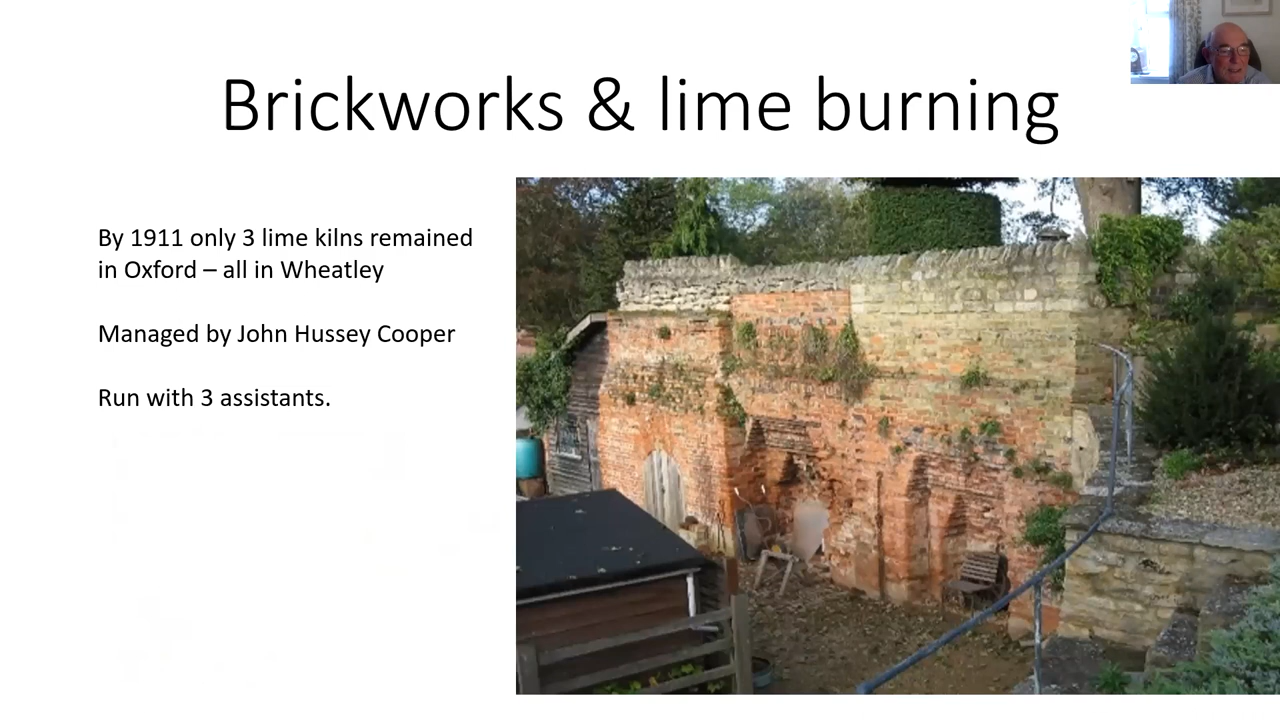 Brickworks & lime burning
By 1911 only 3 lime kilns remained
in Oxford – all in Wheatley
Managed by John Hussey Cooper
Run with 3 assistants.